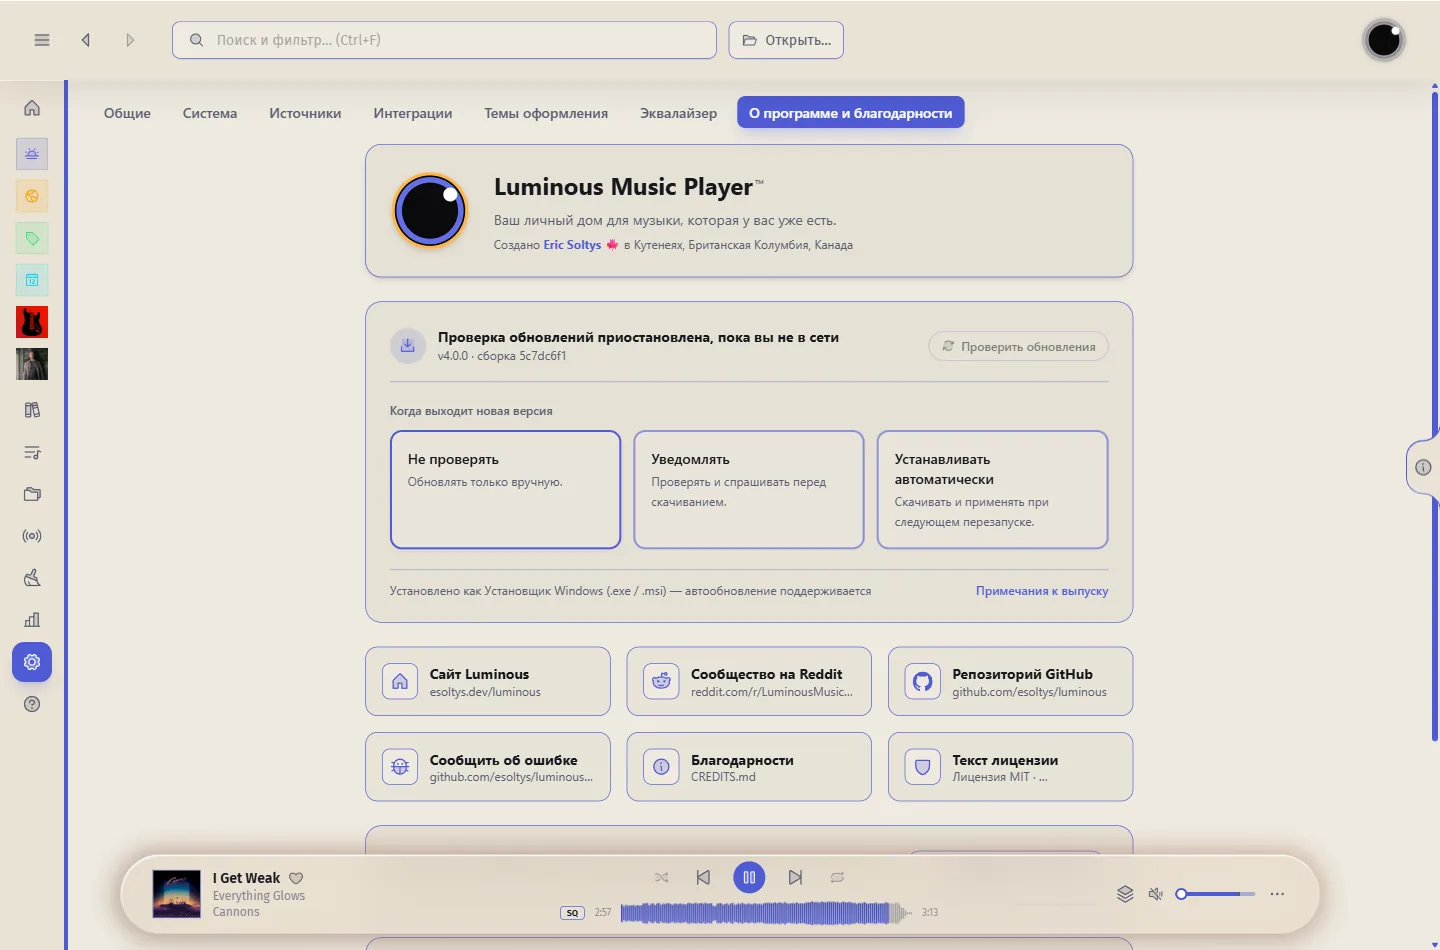 Поиск и фильтр... (Ctrl+F)
Открыть...
Общие
Система
Источники
Интеграции
Темы оформления
Эквалайзер
О программе и благодарности
Luminous Music Player™
Ваш личный дом для музыки, которая у вас уже есть.
Создано Eric Soltys в Кутенеях, Британская Колумбия, Канада
Проверка обновлений приостановлена, пока вы не в сети
v4.0.0 · сборка 5c7dc6f1
Проверить обновления
Когда выходит новая версия
Не проверять
Обновлять только вручную.
Уведомлять
Проверять и спрашивать перед
скачиванием.
Устанавливать
автоматически
Скачивать и применять при
следующем перезапуске.
Установлено как Установщик Windows (.exe / .msi) — автообновление поддерживается
Примечания к выпуску
Сайт Luminous
esoltys.dev/luminous
Сообщество на Reddit
reddit.com/r/LuminousMusic...
Репозиторий GitHub
github.com/esoltys/luminous
Сообщить об ошибке
github.com/esoltys/luminous...
Благодарности
CREDITS.md
Текст лицензии
Лицензия MIT · ...
I Get Weak
Everything Glows
Cannons
SQ
2:57
3:13
12